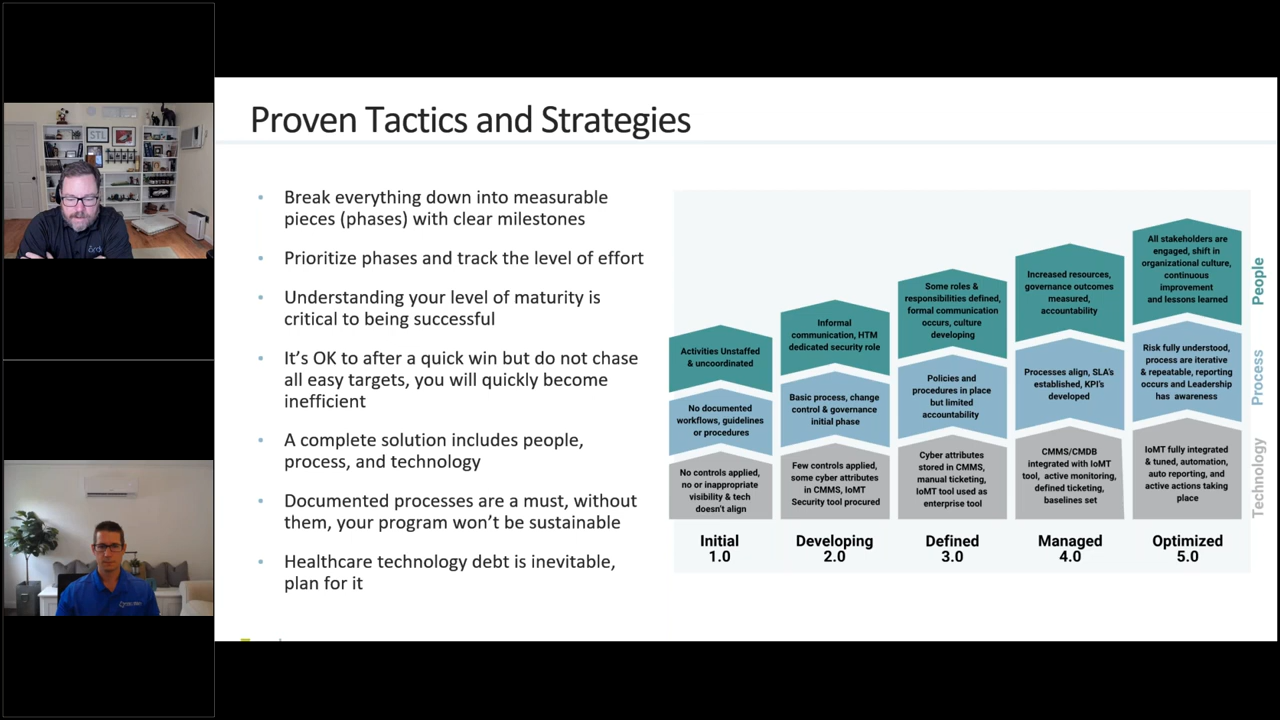 Proven Tactics and Strategies
Break everything down into measurable
pieces (phases) with clear milestones
Prioritize phases and track the level of effort
Understanding your level of maturity is
critical to being successful
It's OK to after a quick win but do not chase
all easy targets, you will quickly become
inefficient
A complete solution includes people,
process, and technology
Documented processes are a must, without
them, your program won't be sustainable
Healthcare technology debt is inevitable,
plan for it
Activities Unstaffed
& uncoordinated
No documented
workflows, guidelines
or procedures
No controls applied,
no or inappropriate
visibility & tech
doesn't align
Initial
1.0
Informal
communication, HTM
dedicated security role
Basic process, change
control & governance
initial phase
Few controls applied,
some cyber attributes
in CMMS, IoMT
Security tool procured
Developing
2.0
Some roles &
responsibilities defined,
formal communication
occurs, culture
developing
Policies and
procedures in place
but limited
accountability
Cyber attributes
stored in CMMS,
manual ticketing,
IoMT tool used as
enterprise tool
Defined
3.0
Increased resources,
governance outcomes
measured,
accountability
Processes align, SLA's
established, KPI's
developed
CMMS/CMDB
integrated with IoMT
tool, active monitoring,
defined ticketing,
baselines set
Managed
4.0
All stakeholders are
engaged, shift in
organizational culture,
continuous
improvement
and lessons learned
Risk fully understood,
process are iterative
& repeatable, reporting
occurs and Leadership
has awareness
IoMT fully integrated
& tuned, automation,
auto reporting, and
active actions taking
place
Optimized
5.0
People
Process
Technology
STL